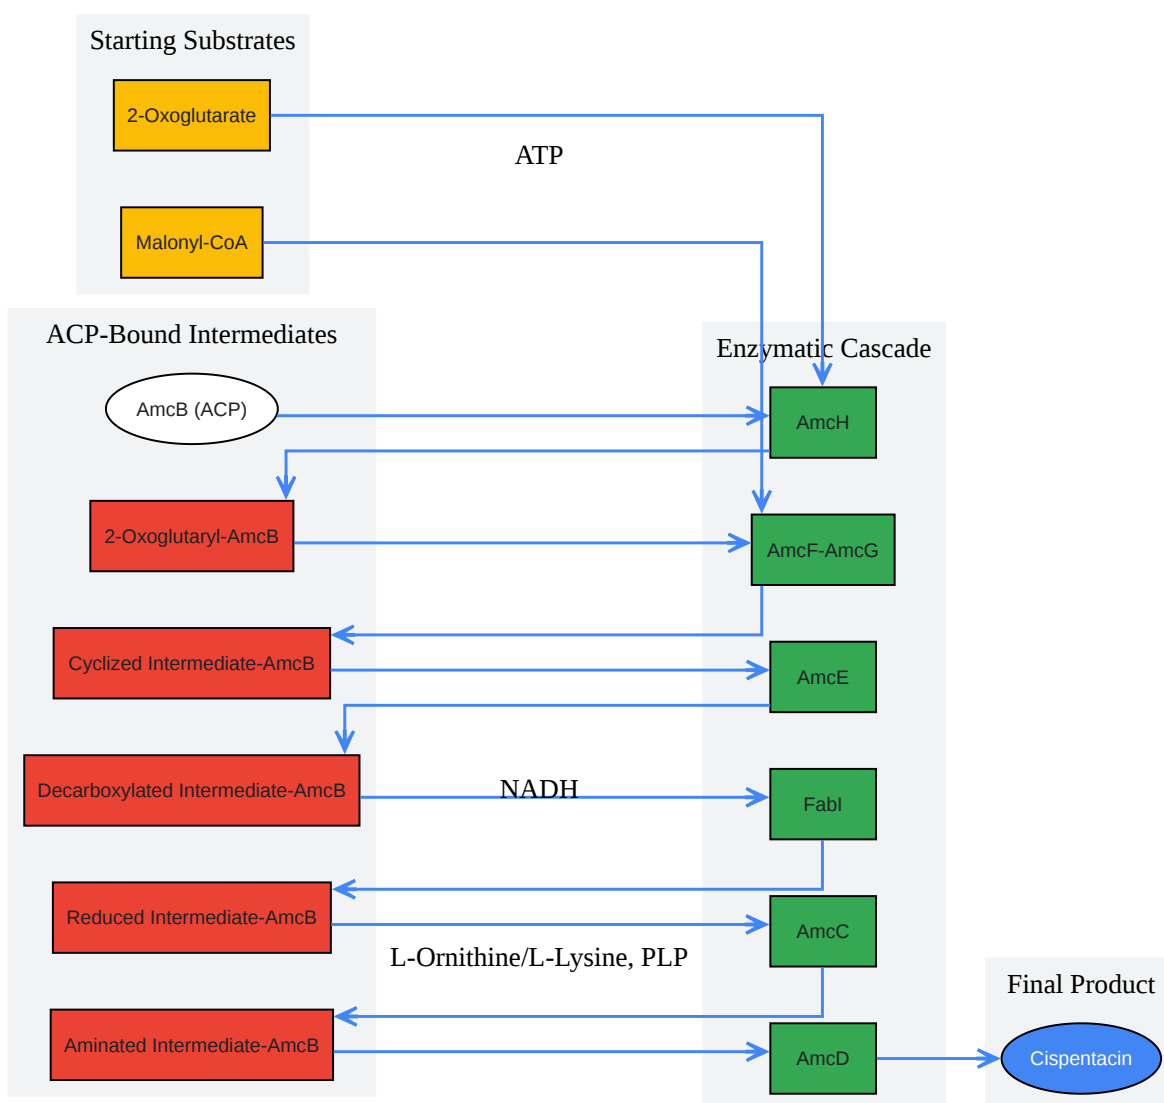 Starting Substrates
2-Oxoglutarate
ATP
Malonyl-CoA
ACP-Bound Intermediates
Enzymatic Cascade
AmcB (ACP)
AmcH
2-Oxoglutaryl-AmcB
AmcF-AmcG
Cyclized Intermediate-AmcB
AmcE
Decarboxylated Intermediate-AmcB
NADH
FabI
Reduced Intermediate-AmcB
AmcC
L-Ornithine/L-Lysine, PLP
Final Product
Aminated Intermediate-AmcB
AmcD
Cispentacin